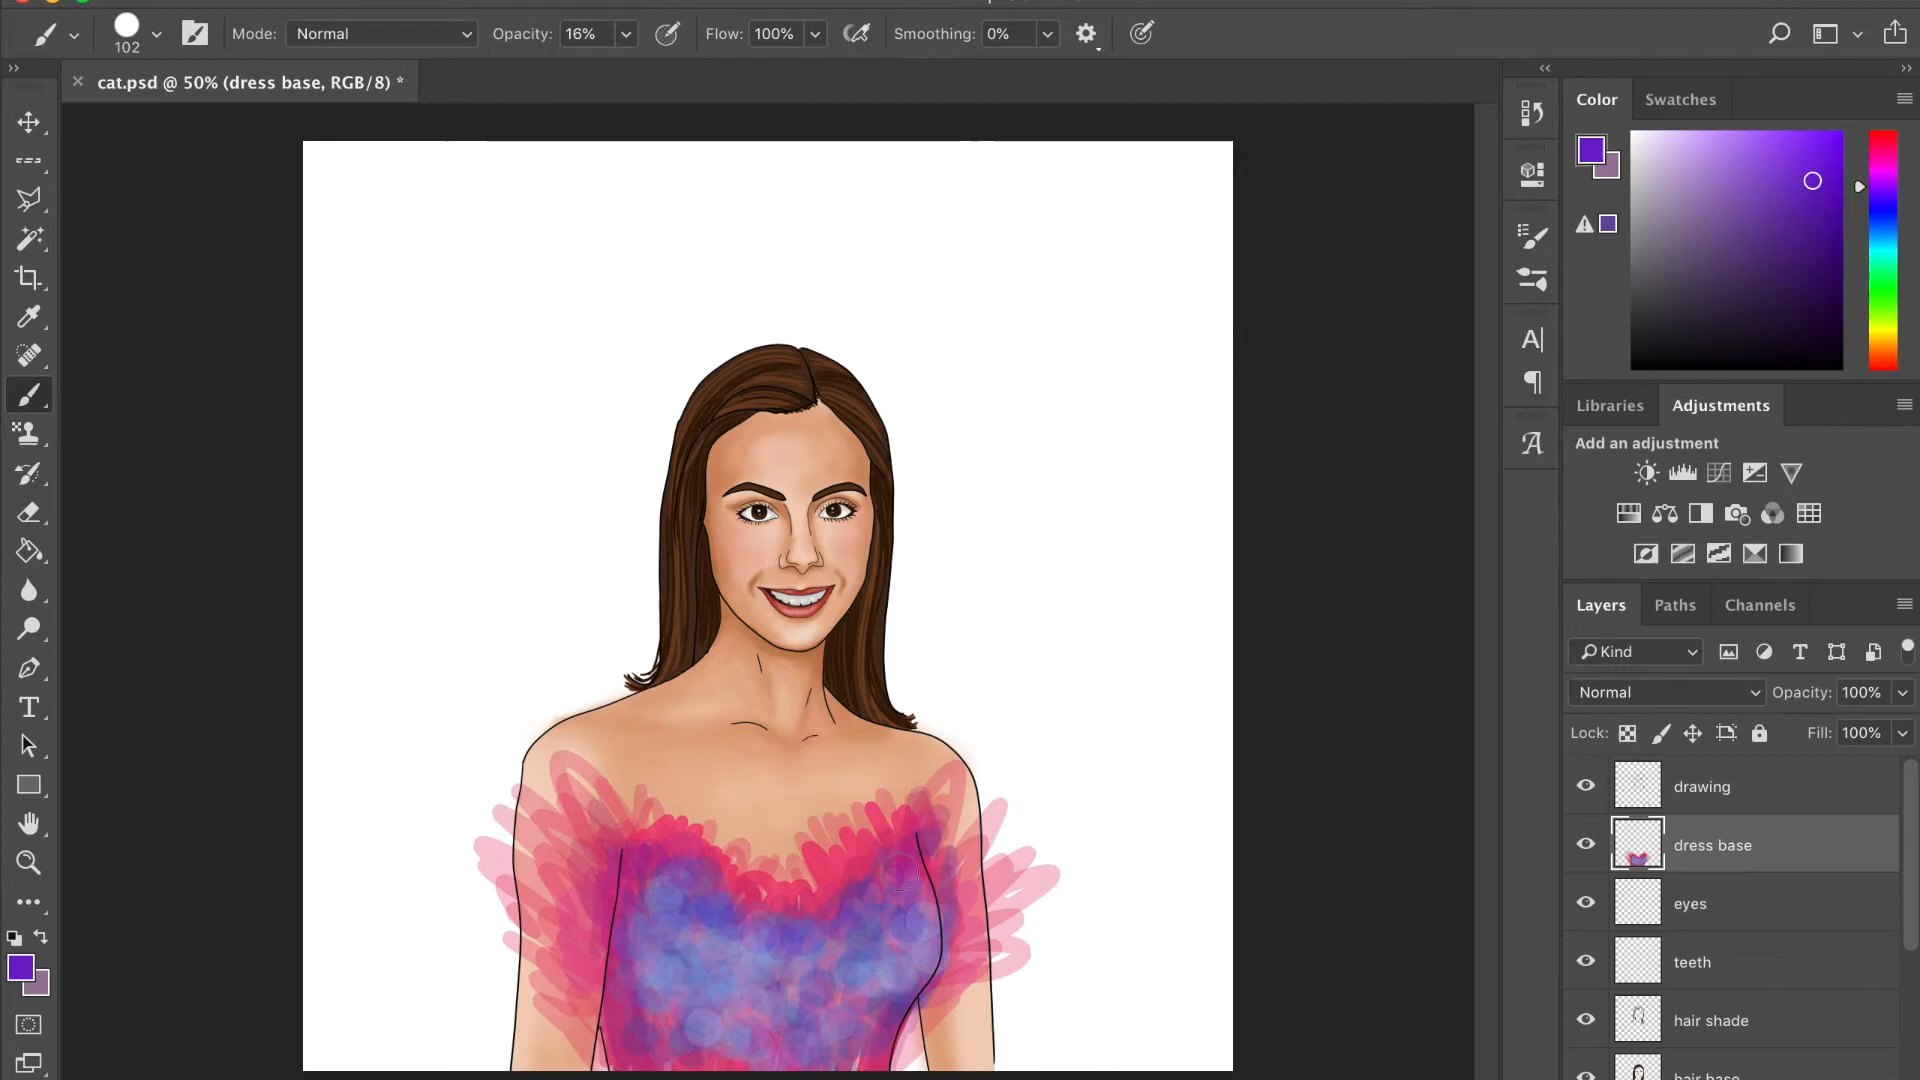 102
Mode: Normal
Opacity: 16%
Flow: 100%
Smoothing: 0%
cat.psd @ 50% (dress base, RGB/8) *
Color
Swatches
Libraries
Adjustments
Add an adjustment
Layers
Paths
Channels
Kind
Normal
Opacity: 100%
Lock:
Fill: 100%
drawing
dress base
eyes
teeth
hair shade
hair base